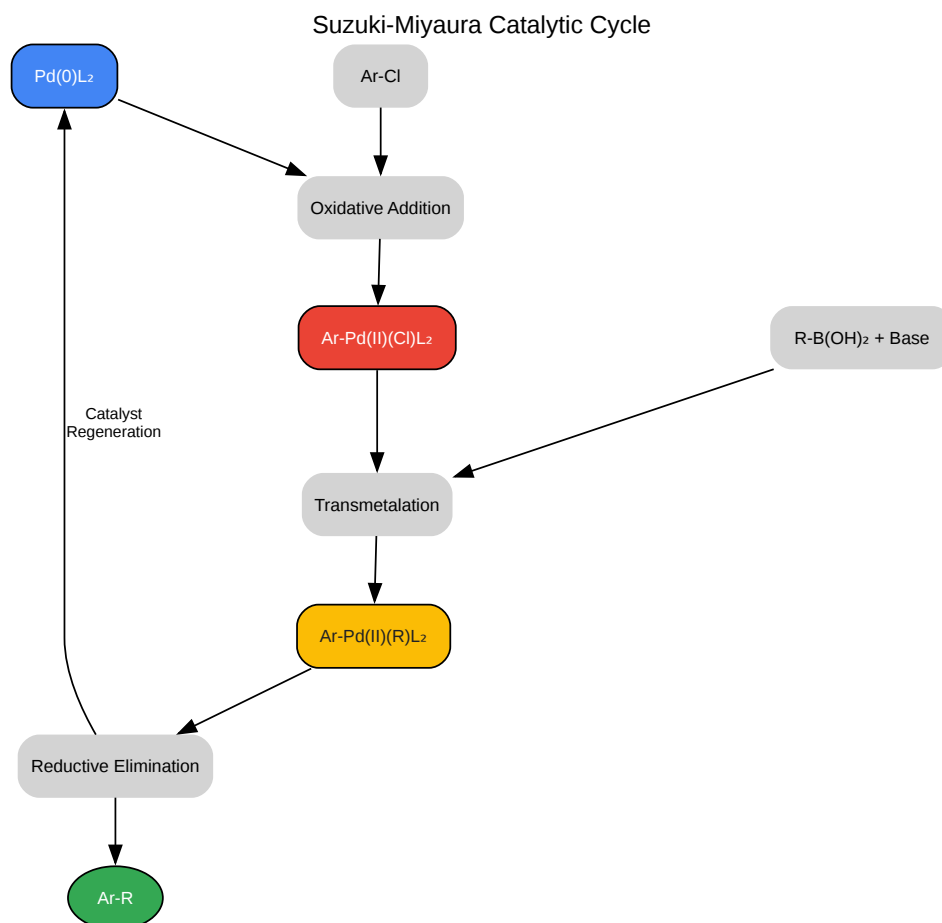 Suzuki-Miyaura Catalytic Cycle
Pd(0)L₂
Ar-Cl
Oxidative Addition
Ar-Pd(II)(Cl)L₂
R-B(OH)₂ + Base
Catalyst
Regeneration
Transmetalation
Ar-Pd(II)(R)L₂
Reductive Elimination
Ar-R